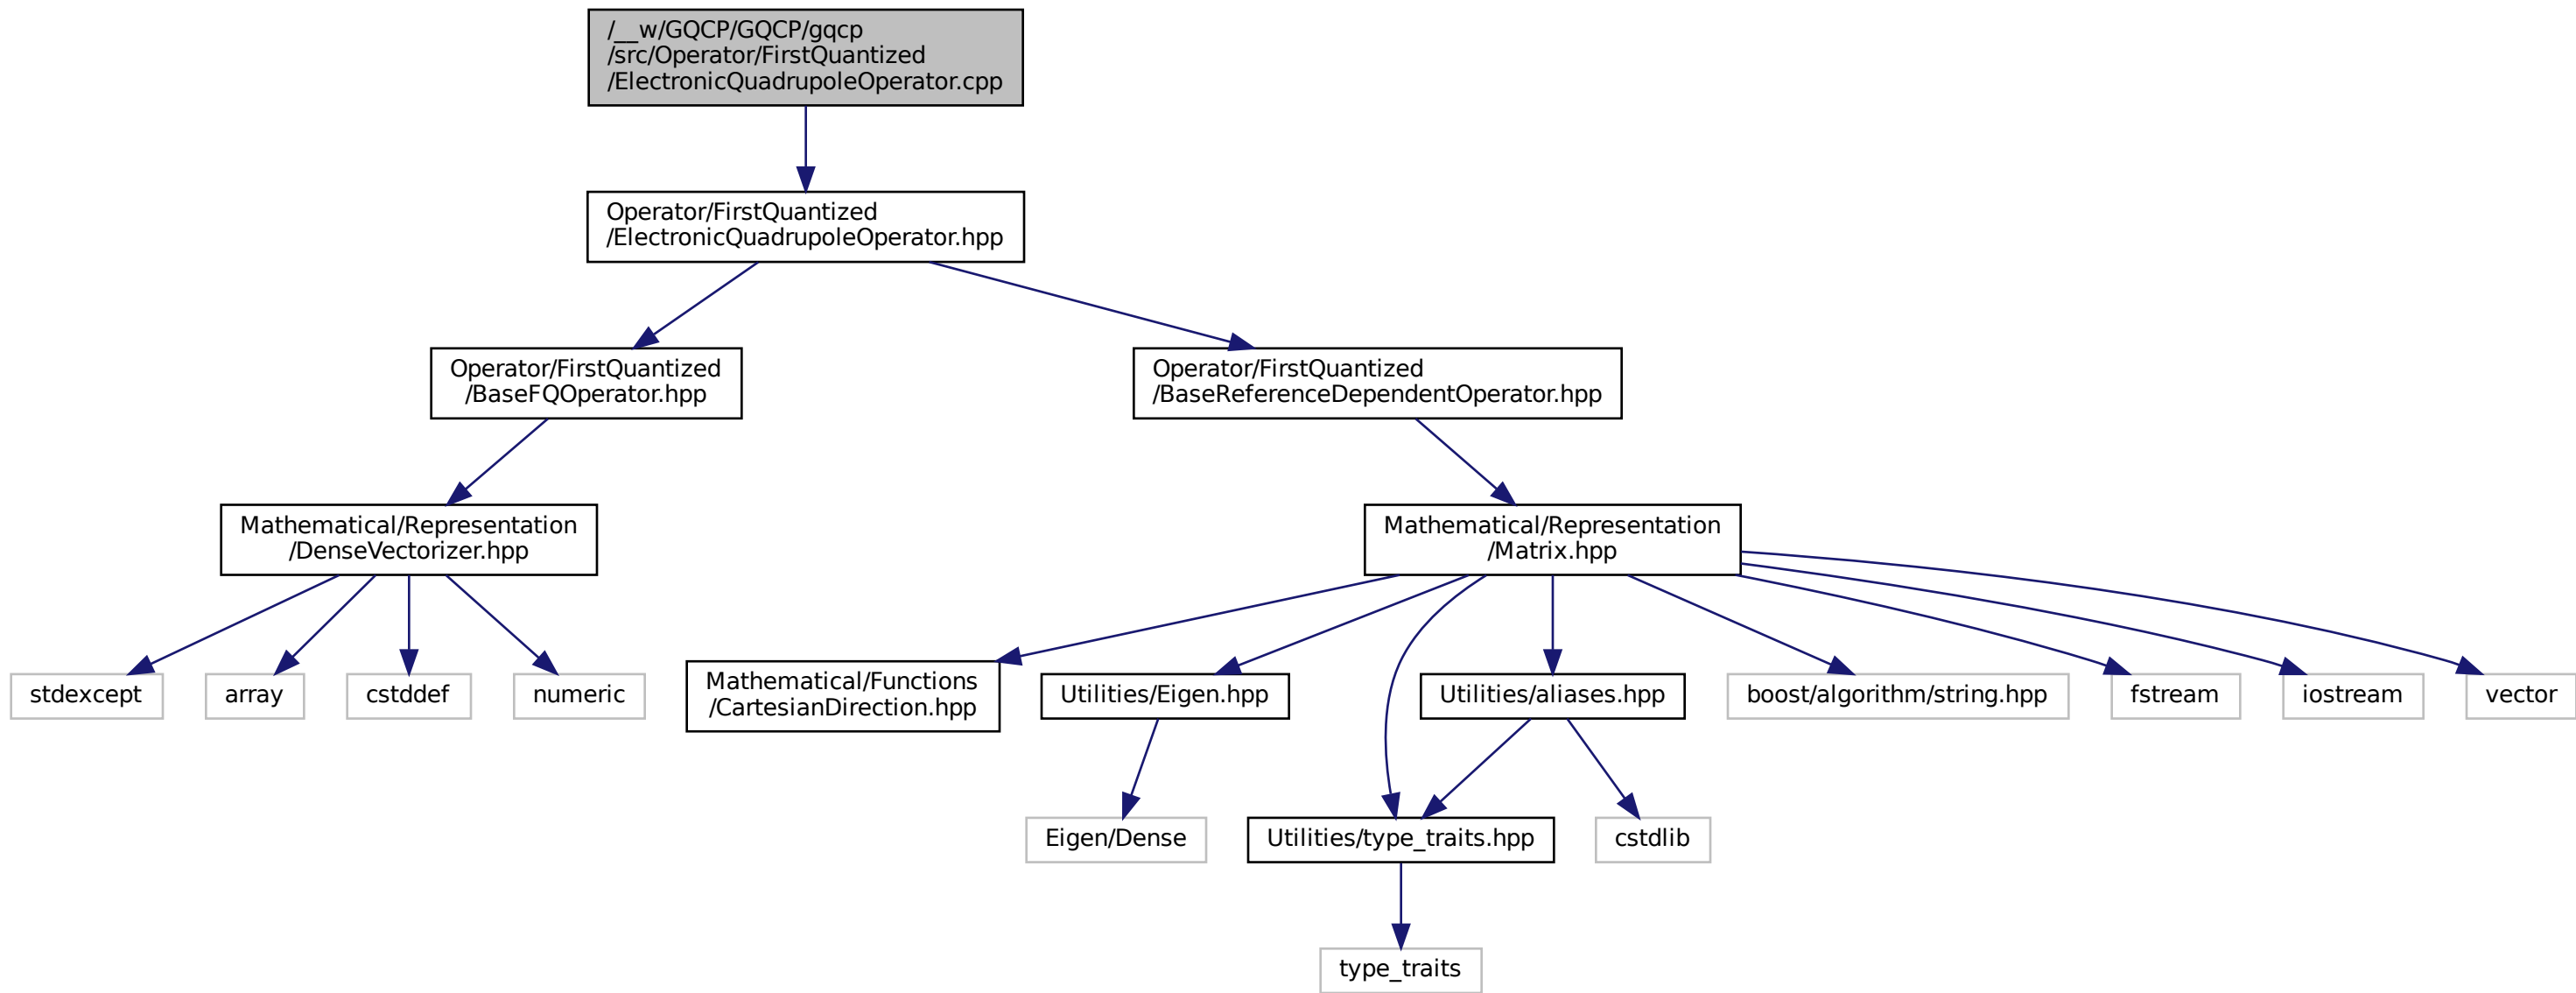 /__w/GQCP/GQCP/gqcp
/src/Operator/FirstQuantized
/ElectronicQuadrupoleOperator.cpp
Operator/FirstQuantized
/ElectronicQuadrupoleOperator.hpp
Operator/FirstQuantized
/BaseFQOperator.hpp
Operator/FirstQuantized
/BaseReferenceDependentOperator.hpp
Mathematical/Representation
/DenseVectorizer.hpp
Mathematical/Representation
/Matrix.hpp
stdexcept
array
cstddef
numeric
Mathematical/Functions
/CartesianDirection.hpp
Utilities/Eigen.hpp
Utilities/aliases.hpp
boost/algorithm/string.hpp
fstream
iostream
vector
Eigen/Dense
Utilities/type_traits.hpp
cstdlib
type_traits